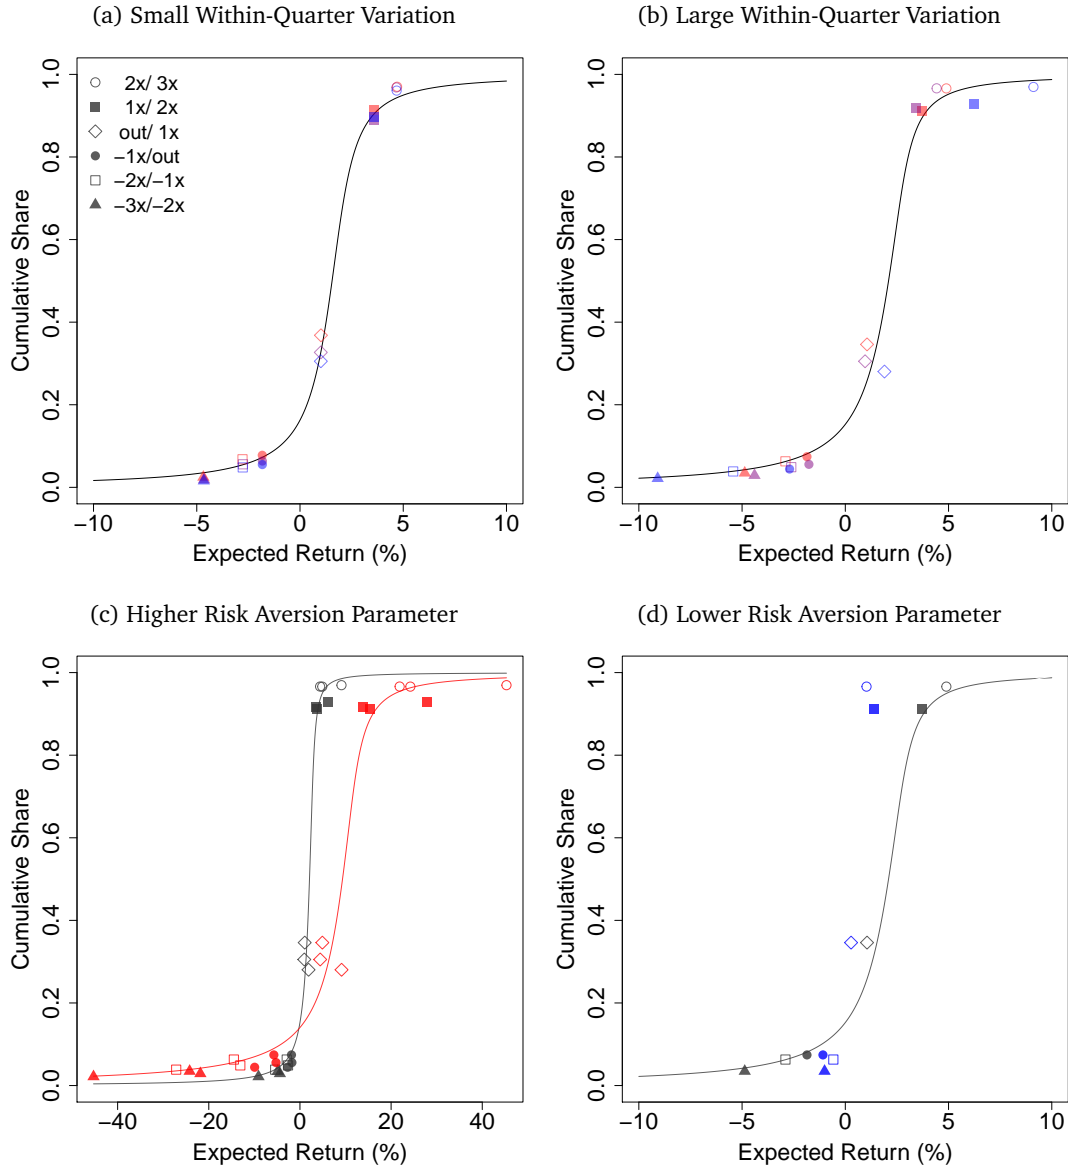 (a) Small Within-Quarter Variation
1.0
0.8
0.6
0.4
0.2
0.0
Cumulative Share
2x/ 3x
1x/ 2x
out/ 1x
−1x/out
−2x/−1x
−3x/−2x
−10 −5 0 5 10
Expected Return (%)
(b) Large Within-Quarter Variation
1.0
0.8
0.6
0.4
0.2
0.0
Cumulative Share
−10 −5 0 5 10
Expected Return (%)
(c) Higher Risk Aversion Parameter
1.0
0.8
0.6
0.4
0.2
0.0
Cumulative Share
−40 −20 0 20 40
Expected Return (%)
(d) Lower Risk Aversion Parameter
1.0
0.8
0.6
0.4
0.2
0.0
Cumulative Share
−10 −5 0 5 10
Expected Return (%)